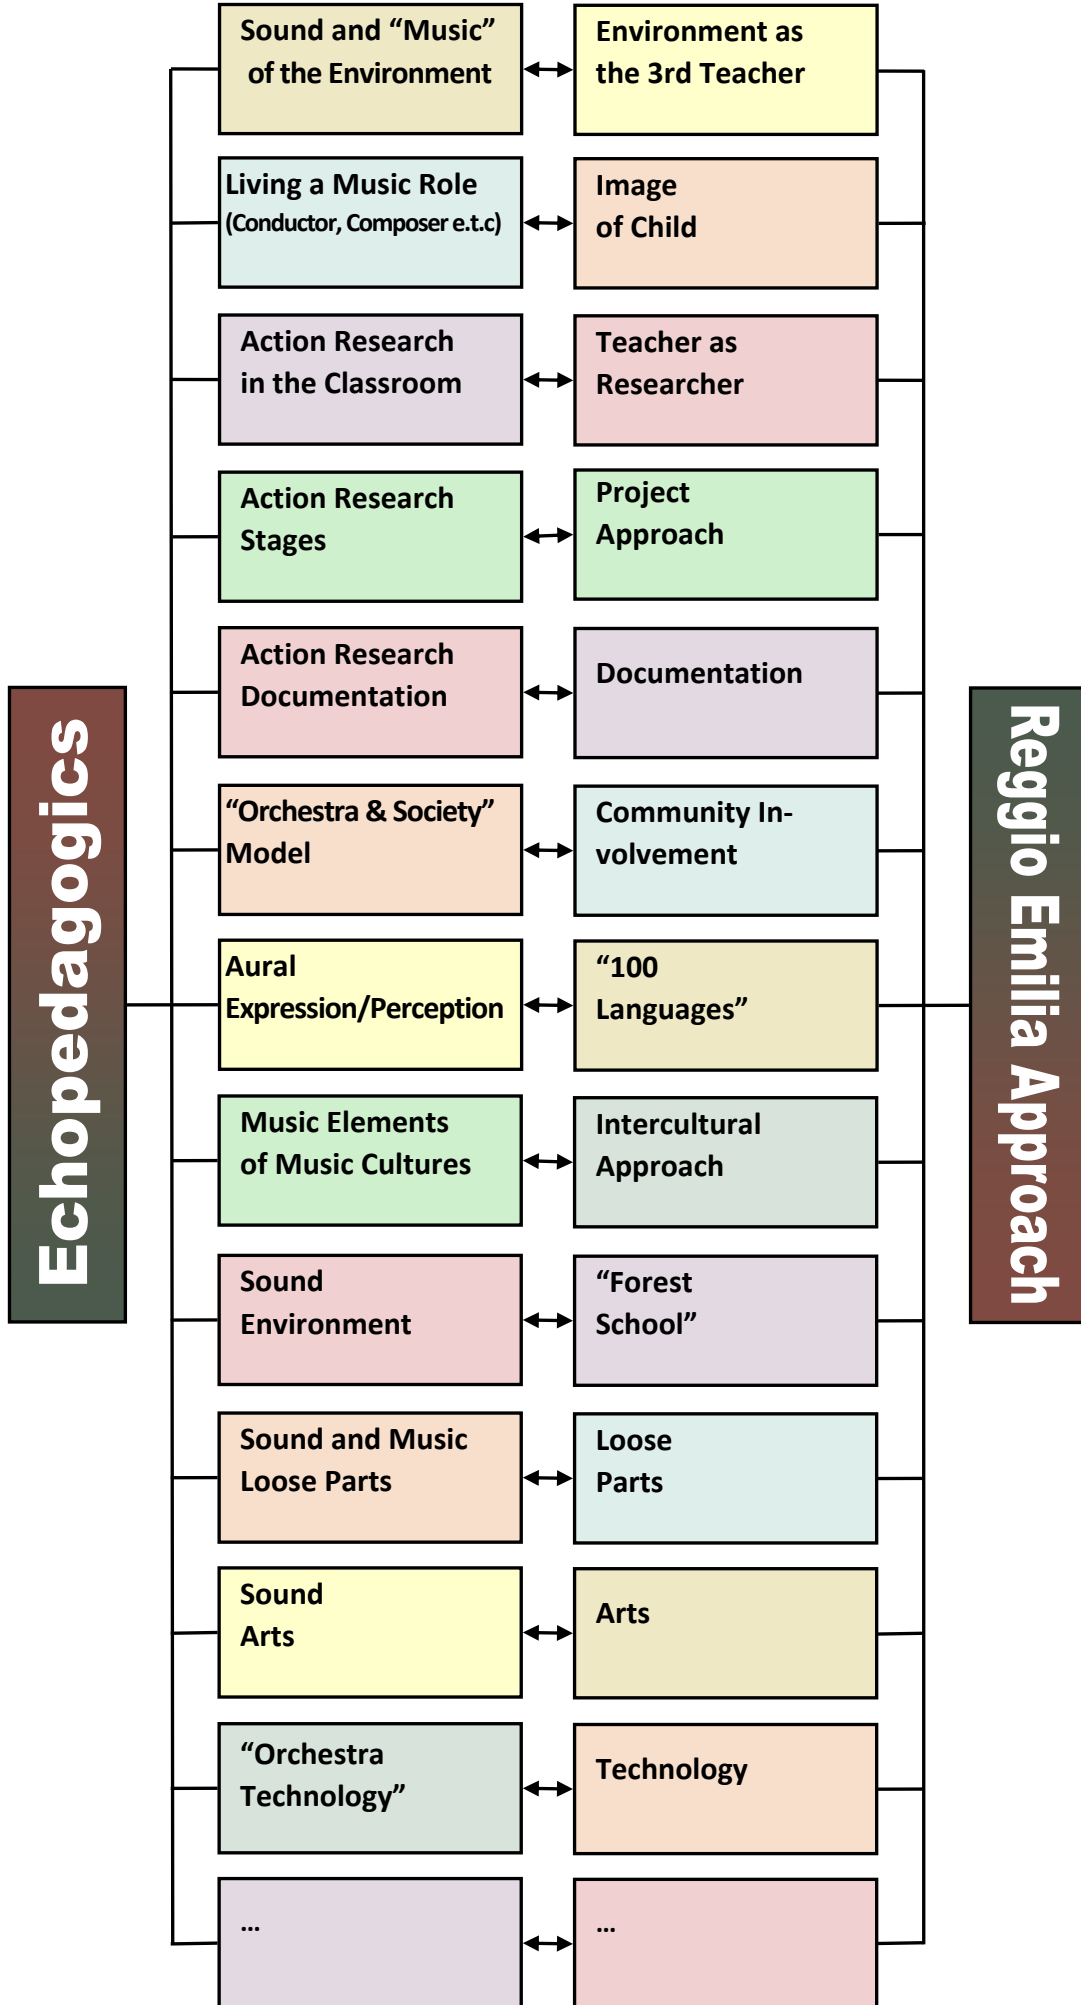 Sound and “Music”
of the Environment
Environment as
the 3rd Teacher
Living a Music Role
(Conductor, Composer e.t.c)
Image
of Child
Action Research
in the Classroom
Teacher as
Researcher
Action Research
Stages
Project
Approach
Action Research
Documentation
Documentation
“Orchestra & Society”
Model
Community In-
volvement
Aural
Expression/Perception
“100
Languages”
Music Elements
of Music Cultures
Intercultural
Approach
Sound
Environment
“Forest
School”
Sound and Music
Loose Parts
Loose
Parts
Sound
Arts
Arts
“Orchestra
Technology”
Technology
...
...
Echopedagogics
Reggio Emilia Approach